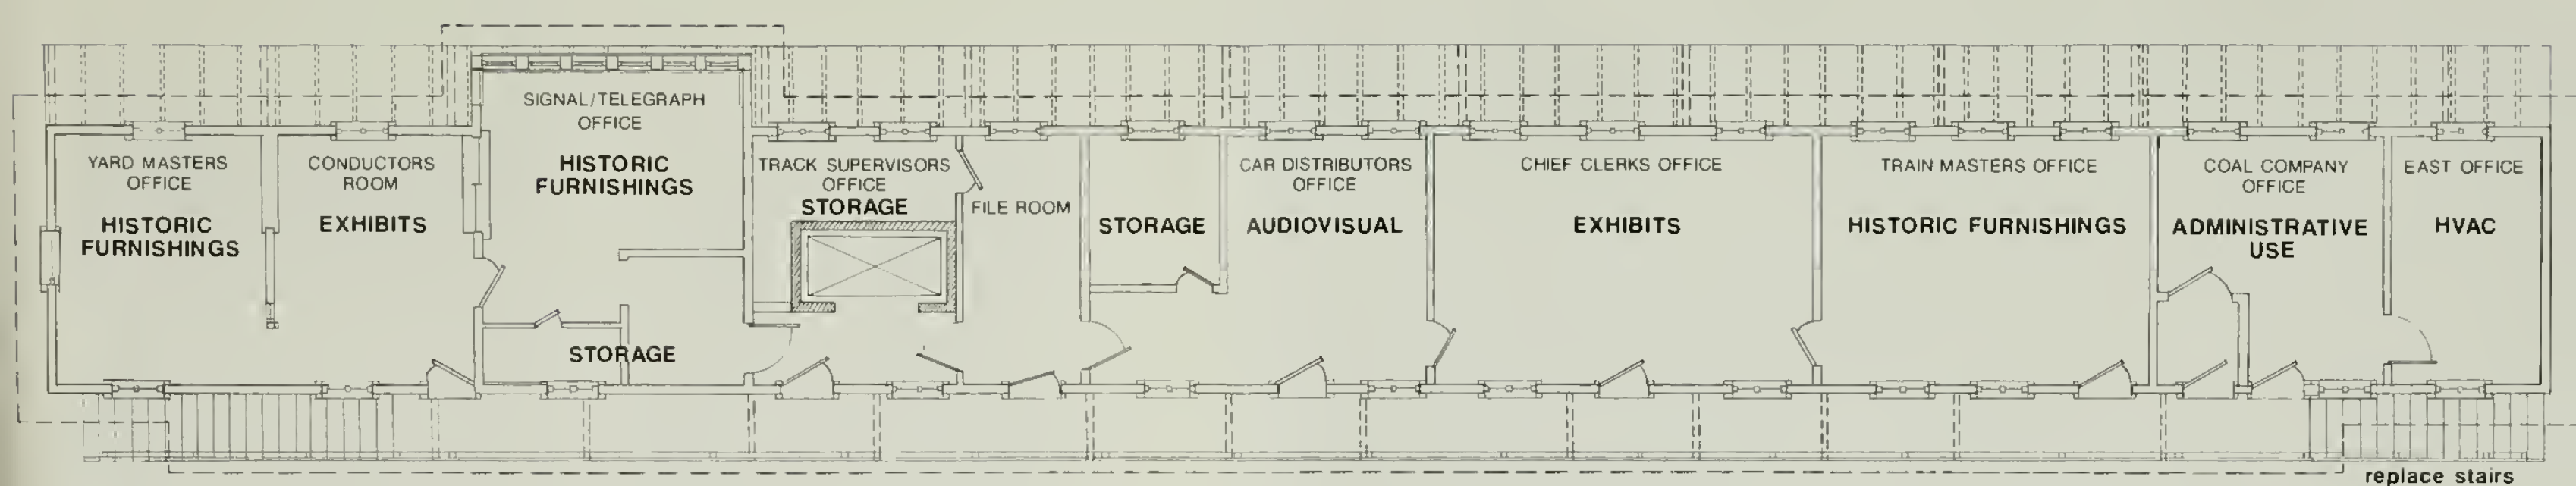 YARD MASTERS
OFFICE
HISTORIC
FURNISHINGS
CONDUCTORS
ROOM
EXHIBITS
SIGNAL/TELEGRAPH
OFFICE
HISTORIC
FURNISHINGS
STORAGE
TRACK SUPERVISORS
OFFICE
STORAGE
FILE ROOM
STORAGE
CAR DISTRIBUTORS
OFFICE
AUDIOVISUAL
CHIEF CLERKS OFFICE
EXHIBITS
TRAIN MASTERS OFFICE
HISTORIC FURNISHINGS
COAL COMPANY
OFFICE
ADMINISTRATIVE
USE
EAST OFFICE
HVAC
replace stairs